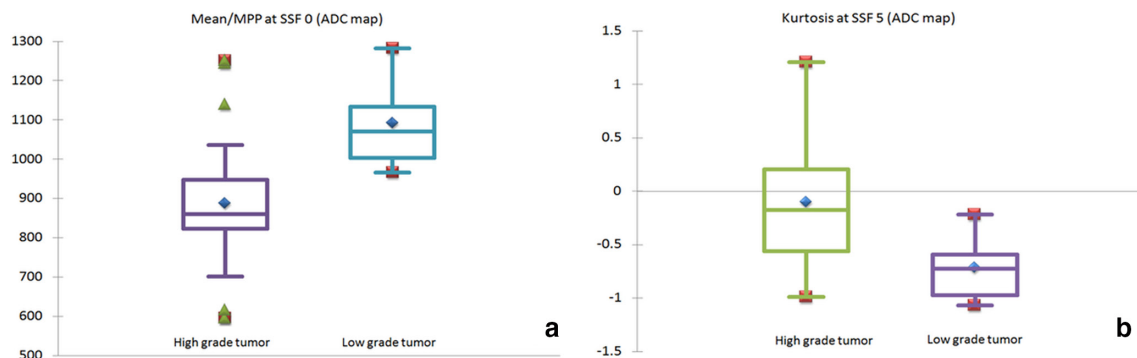 Mean/MPP at SSF 0 (ADC map)
1300
1200
1100
1000
900
800
700
600
500
High grade tumor
Low grade tumor
a
Kurtosis at SSF 5 (ADC map)
1.5
1
0.5
0
-0.5
-1
-1.5
High grade tumor
Low grade tumor
b